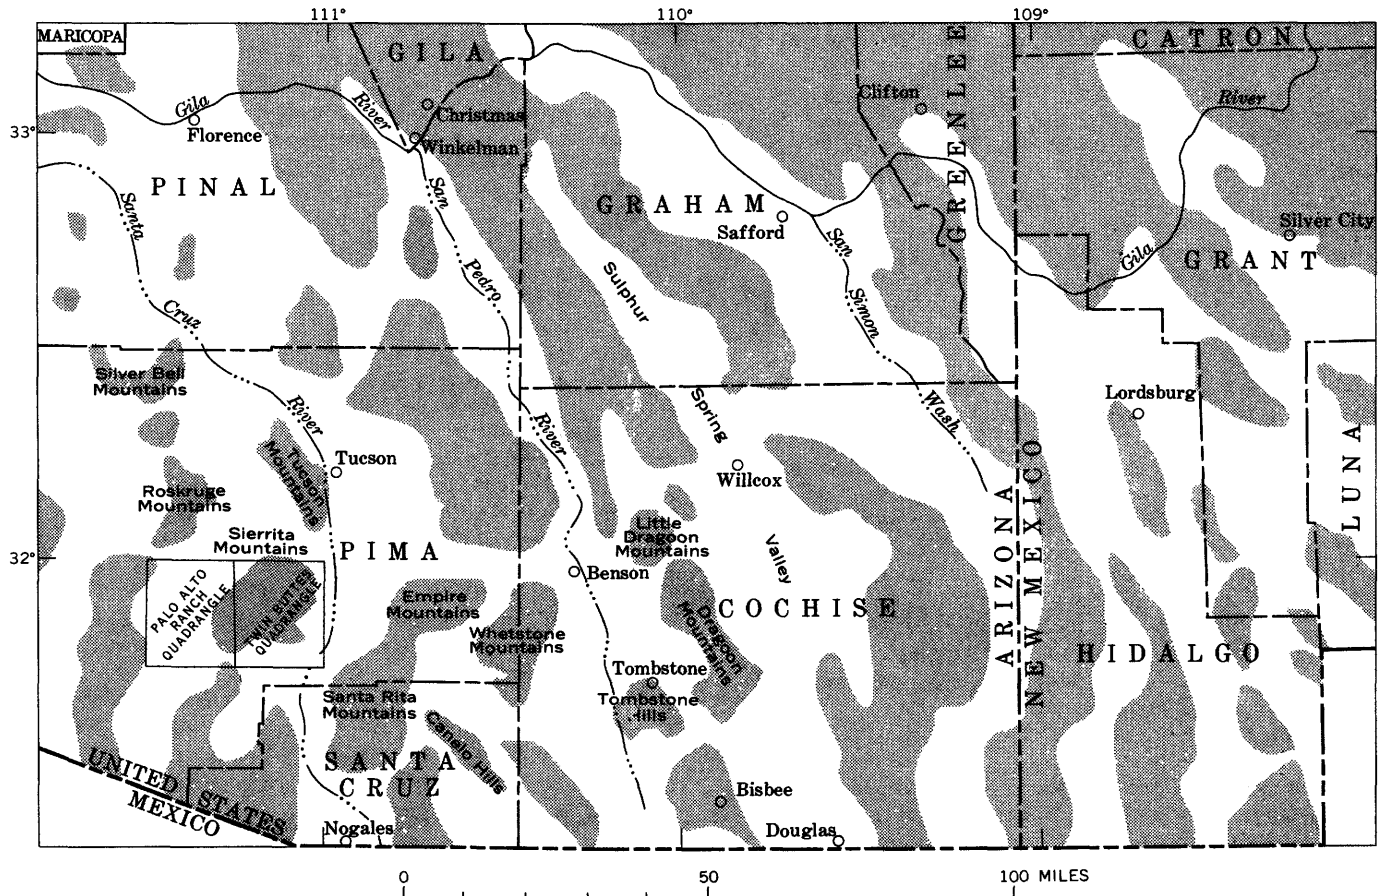 111°
110°
109°
MARICOPA
GILA
GREENLEE
CATRON
Clifton
Gila
River
River
Christmas
33°
Florence
Winkelman
PINAL
Santa
San
GRAHAM
Safford
San
Silver City
Gila
GRANT
Pedro
Sulphur
Simon
Cruz
Silver Bell
Mountains
River
River
Spring
Wash
Lordsburg
LUNA
Tucson
Tucson
Mountains
Willcox
Roskruge
Mountains
Sierrita
Mountains
PIMA
Little
Dragoon
Mountains
Valley
ARIZONA
NEW MEXICO
32°
Benson
PALO ALTO
RANCH
QUADRANGLE
TWIN BUTTES
QUADRANGLE
Empire
Mountains
Whetstone
Mountains
Dragoon
Mountains
COCHISE
HIDALGO
Tombstone
Tombstone
Hills
Santa Rita
Mountains
Canelo Hills
SANTA
CRUZ
UNITED STATES
MEXICO
Nogales
Bisbee
Douglas
0 50 100 MILES